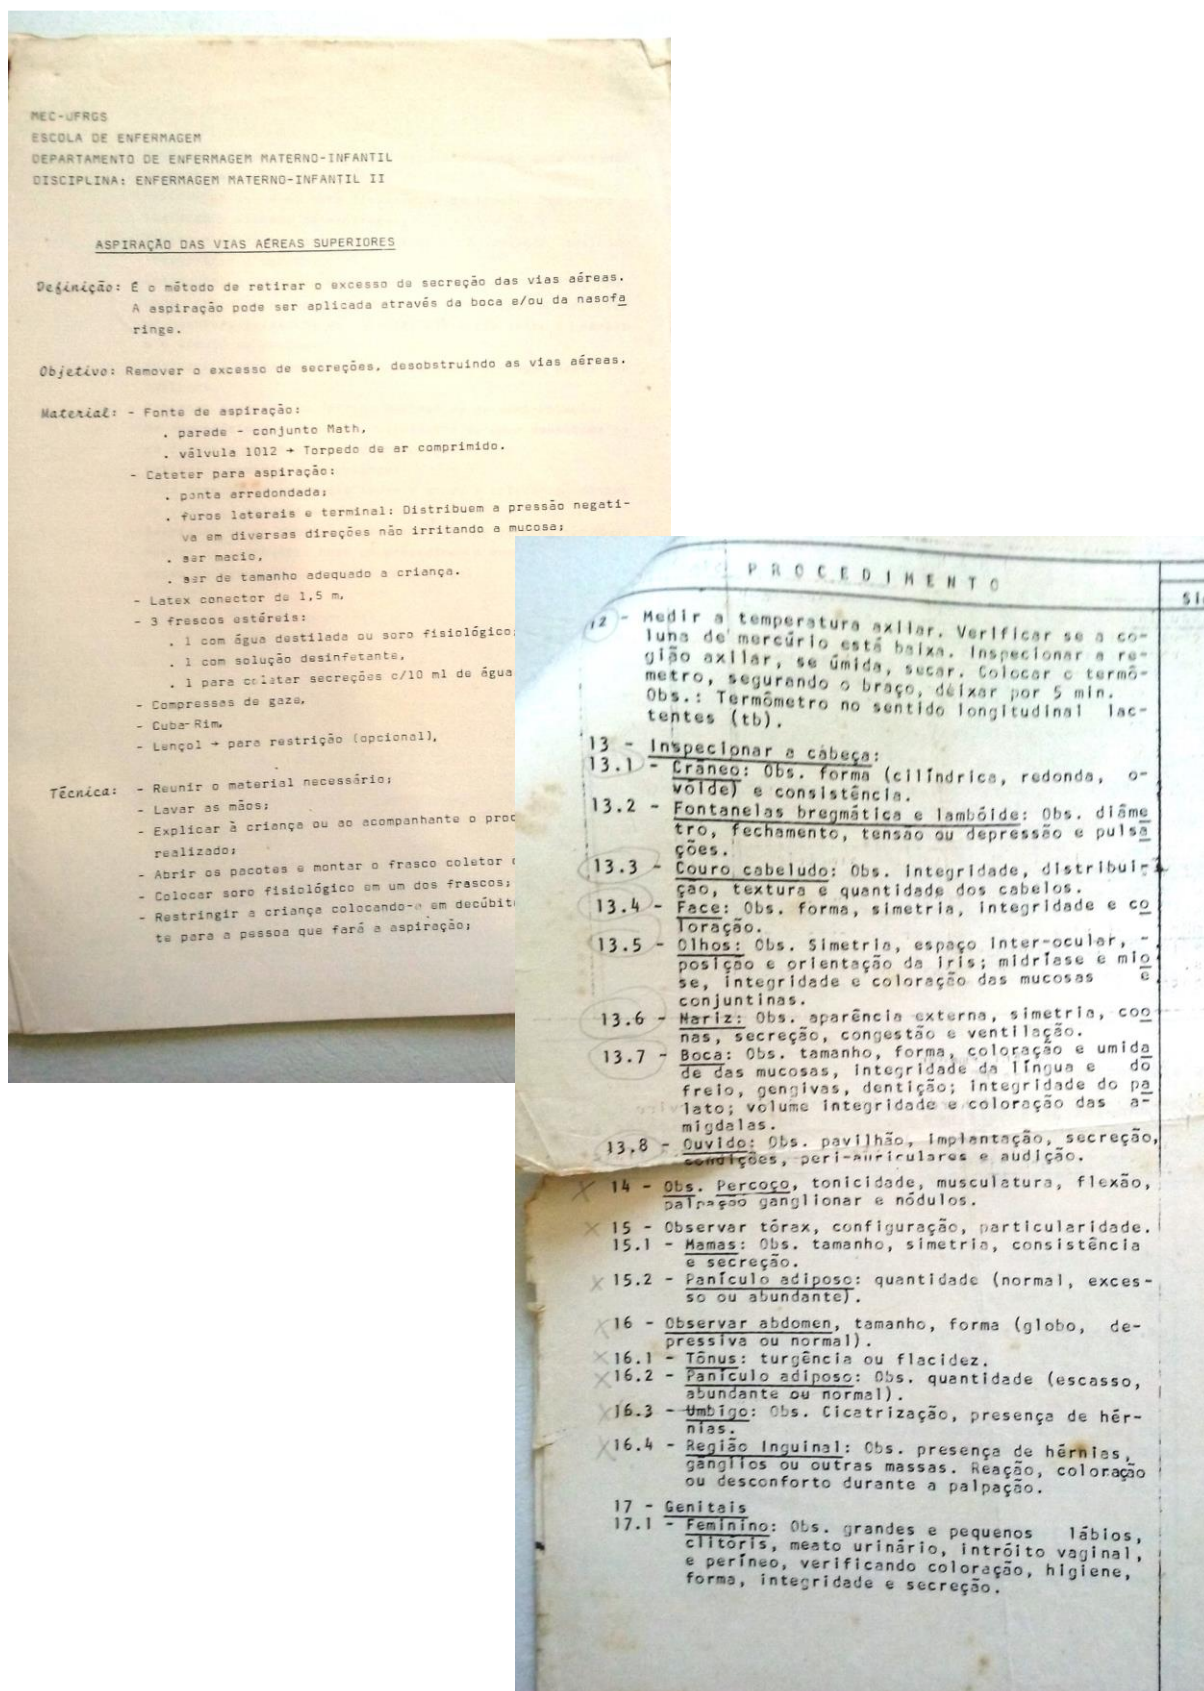 MEC-UFRGS
ESCOLA DE ENFERMAGEM
DEPARTAMENTO DE ENFERMAGEM MATERNO-INFANTIL
DISCIPLINA: ENFERMAGEM MATERNO-INFANTIL II
ASPIRAÇÃO DAS VIAS AÉREAS SUPERIORES
Definição: É o método de retirar o excesso de secreção das vias aéreas.
A aspiração pode ser aplicada através da boca e/ou da nasofa
ringe.
Objetivo: Remover o excesso de secreções, desobstruindo as vias aéreas.
Material: - Fonte de aspiração:
. parede - conjunto Math,
. válvula 1012 → Torpedo de ar comprimido.
- Cateter para aspiração:
. ponta arredondada;
. furos laterais e terminal: Distribuem a pressão negati-
va em diversas direções não irritando a mucosa;
. ser macio,
. ser de tamanho adequado a criança.
- Latex conector de 1,5 m,
- 3 frascos estéreis:
. 1 com água destilada ou soro fisiológico;
. 1 com solução desinfetante,
. 1 para coletar secreções c/10 ml de água
- Compressas de gaze,
- Cuba-Rim,
- Lençol → para restrição (opcional),
Técnica: - Reunir o material necessário;
- Lavar as mãos;
- Explicar à criança ou ao acompanhante o proc
realizado;
- Abrir os pacotes e montar o frasco coletor
- Colocar soro fisiológico em um dos frascos;
- Restringir a criança colocando-a em decúbit
te para a pessoa que fará a aspiração;
PROCEDIMENTO
SI
12 - Medir a temperatura axilar. Verificar se a co-
luna de mercúrio está baixa. Inspecionar a re-
gião axilar, se úmida, secar. Colocar o termô-
metro, segurando o braço, deixar por 5 min.
Obs.: Termômetro no sentido longitudinal lac-
tentes (tb).
13 - Inspecionar a cabeça:
13.1 - Crâneo: Obs. forma (cilíndrica, redonda, o-
voide) e consistência.
13.2 - Fontanelas bregmática e lambóide: Obs. diâme
tro, fechamento, tensão ou depressão e pulsa
ções.
13.3 - Couro cabeludo: Obs. integridade, distribui-
ção, textura e quantidade dos cabelos.
13.4 - Face: Obs. forma, simetria, integridade e co
loração.
13.5 - Olhos: Obs. Simetria, espaço inter-ocular, -
posição e orientação da iris; midríase e mio
se, integridade e coloração das mucosas e
conjuntinas.
13.6 - Nariz: Obs. aparência externa, simetria, coa
nas, secreção, congestão e ventilação.
13.7 - Boca: Obs. tamanho, forma, coloração e umida
de das mucosas, integridade da língua e do
freio, gengivas, dentição; integridade do pa
lato; volume integridade e coloração das a-
migdalas.
13.8 - Ouvido: Obs. pavilhão, implantação, secreção,
condições, peri-auriculares e audição.
14 - Obs. Percoço, tonicidade, musculatura, flexão,
palpação ganglionar e nódulos.
15 - Observar tórax, configuração, particularidade.
15.1 - Mamas: Obs. tamanho, simetria, consistência
e secreção.
15.2 - Panículo adiposo: quantidade (normal, exces-
so ou abundante).
16 - Observar abdomen, tamanho, forma (globo, de-
pressiva ou normal).
16.1 - Tônus: turgência ou flacidez.
16.2 - Panículo adiposo: Obs. quantidade (escasso,
abundante ou normal).
16.3 - Umbigo: Obs. Cicatrização, presença de hér-
nias.
16.4 - Região Inguinal: Obs. presença de hérnias,
gânglios ou outras massas. Reação, coloração
ou desconforto durante a palpação.
17 - Genitais
17.1 - Feminino: Obs. grandes e pequenos lábios,
clitóris, meato urinário, intróito vaginal,
e períneo, verificando coloração, higiene,
forma, integridade e secreção.